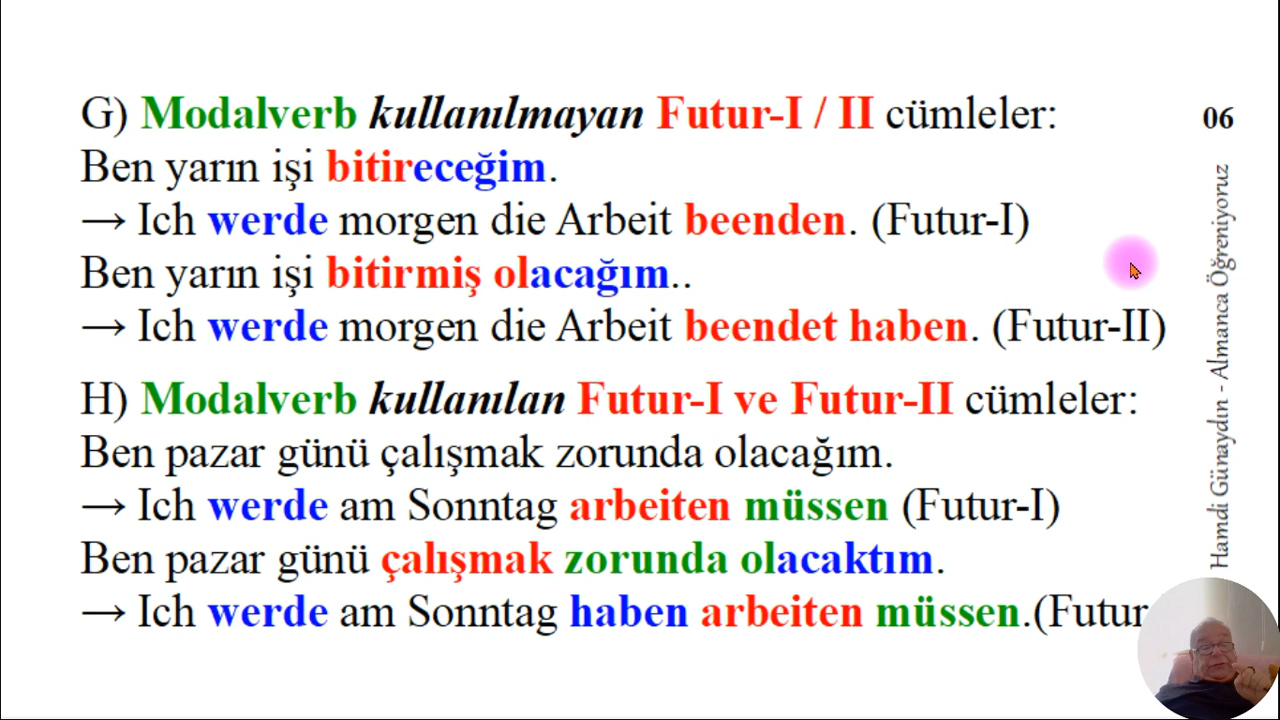 G) Modalverb kullanılmayan Futur-I / II cümleler:
Ben yarın işi bitireceğim.
→ Ich werde morgen die Arbeit beenden. (Futur-I)
Ben yarın işi bitirmiş olacağım..
→ Ich werde morgen die Arbeit beendet haben. (Futur-II)
H) Modalverb kullanılan Futur-I ve Futur-II cümleler:
Ben pazar günü çalışmak zorunda olacağım.
→ Ich werde am Sonntag arbeiten müssen (Futur-I)
Ben pazar günü çalışmak zorunda olacaktım.
→ Ich werde am Sonntag haben arbeiten müssen.(Futur
06
Hamdi Günaydın - Almanca Öğreniyoruz